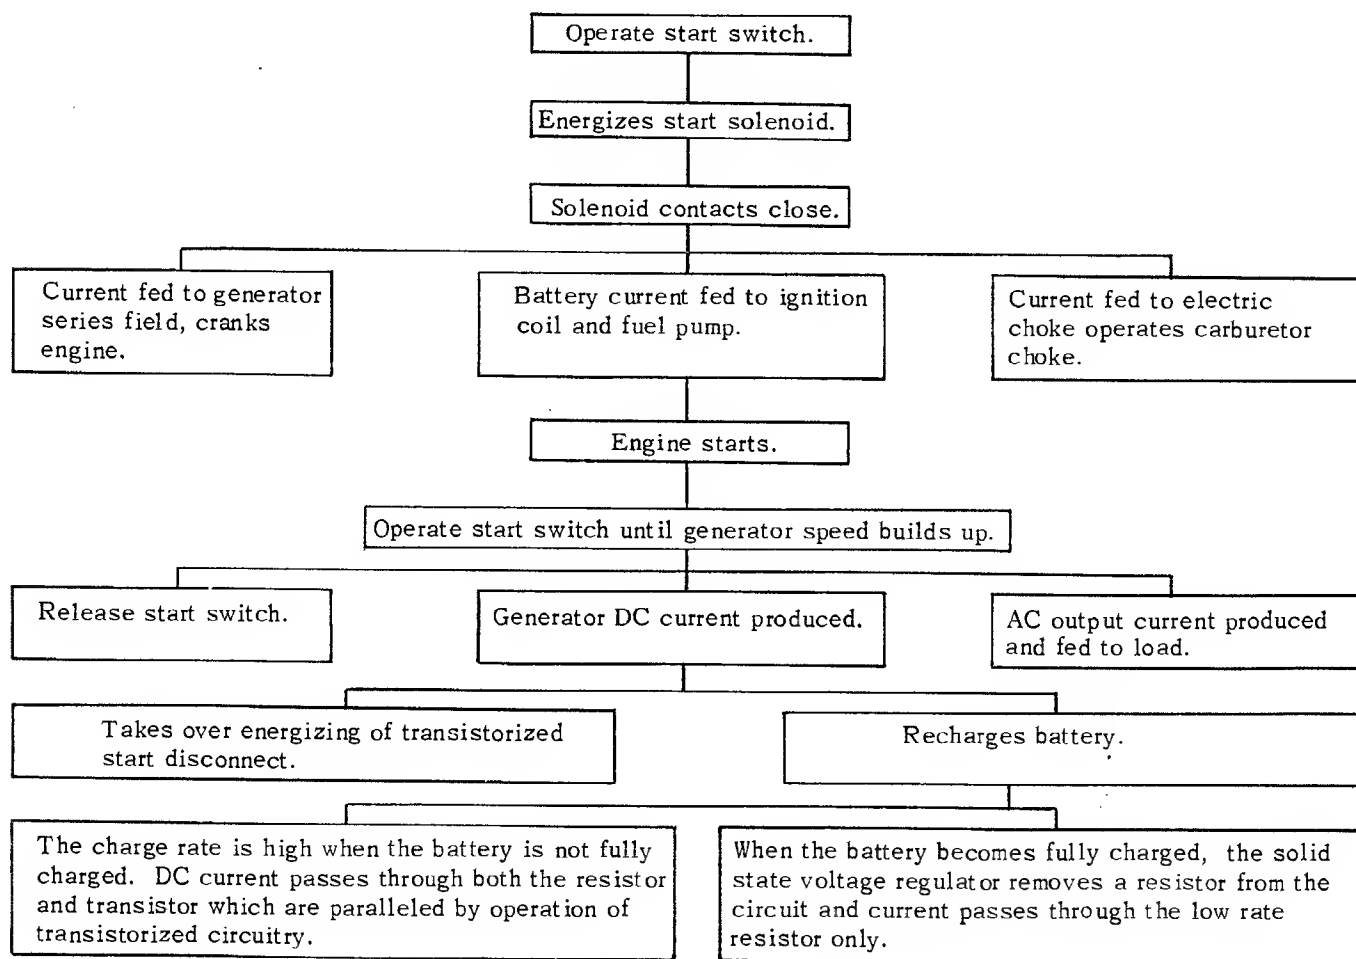 Operate start switch.
Energizes start solenoid.
Solenoid contacts close.
Current fed to generator
series field, cranks
engine.
Battery current fed to ignition
coil and fuel pump.
Current fed to electric
choke operates carburetor
choke.
Engine starts.
Operate start switch until generator speed builds up.
Release start switch.
Generator DC current produced.
AC output current produced
and fed to load.
Takes over energizing of transistorized
start disconnect.
Recharges battery.
The charge rate is high when the battery is not fully
charged. DC current passes through both the resistor
and transistor which are paralleled by operation of
transistorized circuitry.
When the battery becomes fully charged, the solid
state voltage regulator removes a resistor from the
circuit and current passes through the low rate
resistor only.